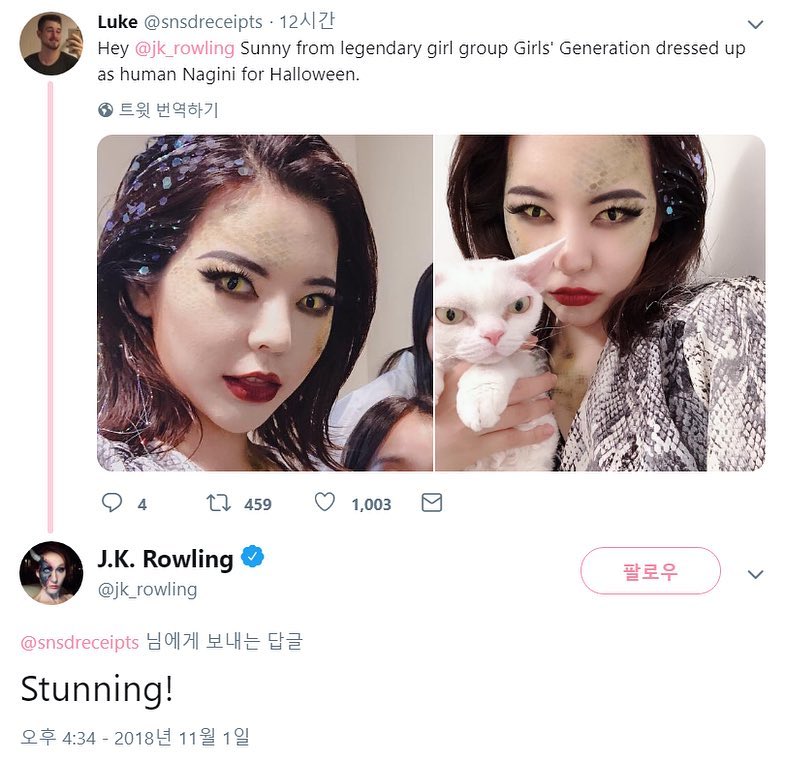 Luke @snsdreceipts · 12시간
Hey @jk_rowling Sunny from legendary girl group Girls' Generation dressed up
as human Nagini for Halloween.
트윗 번역하기
4 459 1,003
J.K. Rowling
@jk_rowling
팔로우
@snsdreceipts 님에게 보내는 답글
Stunning!
오후 4:34 - 2018년 11월 1일